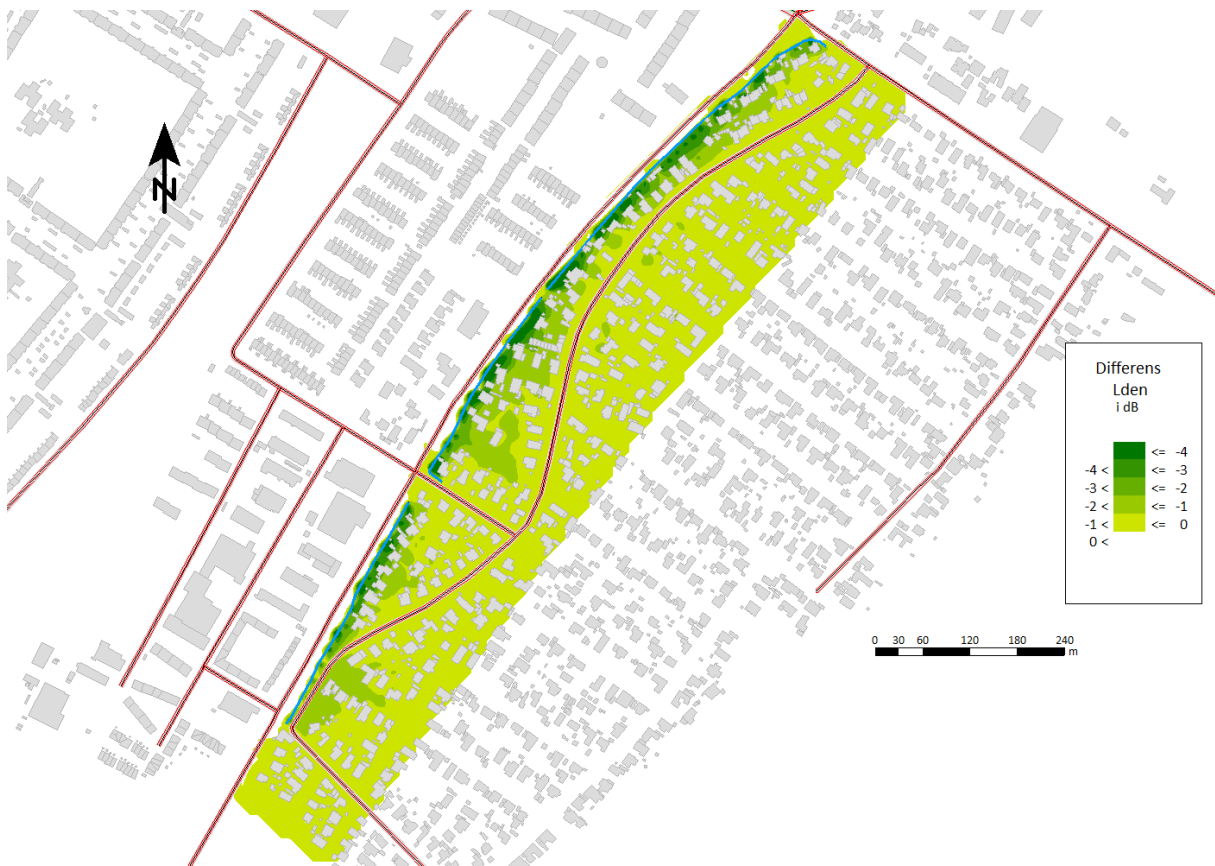 N
Differens
Lden
i dB
<= -4
-4 < <= -3
-3 < <= -2
-2 < <= -1
-1 < <= 0
0 <
0 30 60 120 180 240
m